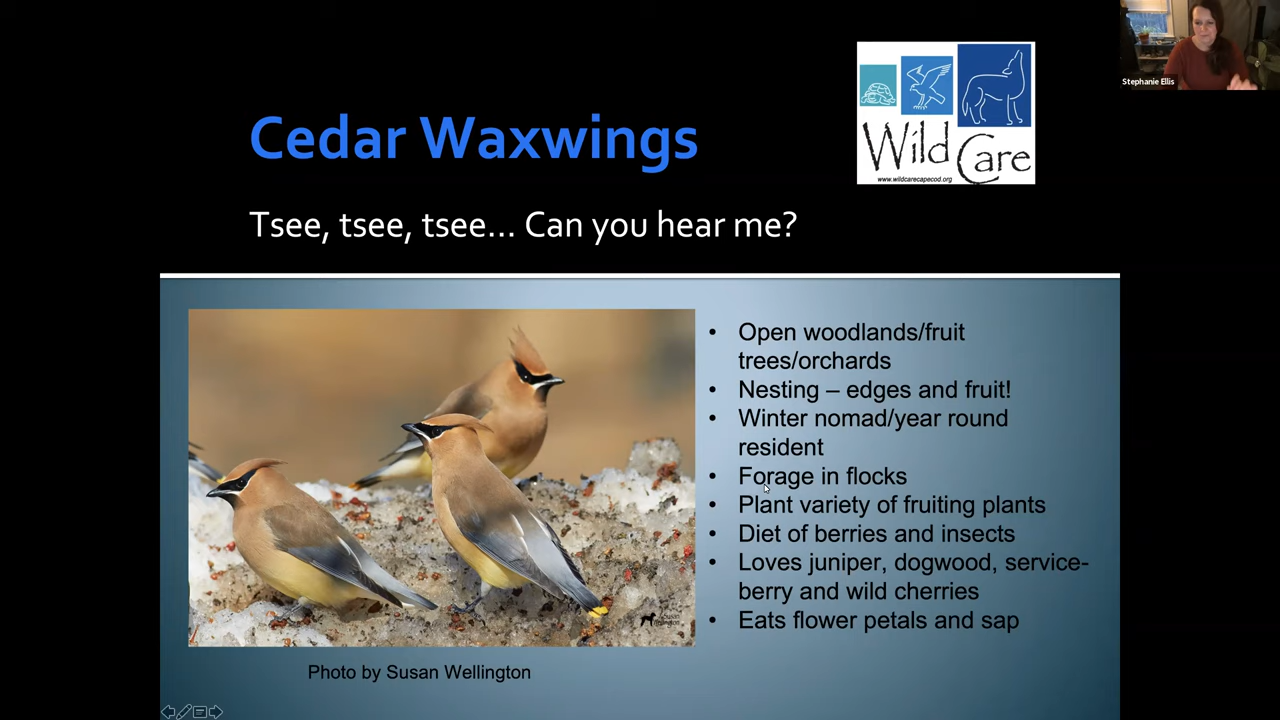 Cedar Waxwings
Wild Care
www.wildcarecapecod.org
Stephanie Ellis
Tsee, tsee, tsee... Can you hear me?
• Open woodlands/fruit
trees/orchards
• Nesting – edges and fruit!
• Winter nomad/year round
resident
• Forage in flocks
• Plant variety of fruiting plants
• Diet of berries and insects
• Loves juniper, dogwood, service-
berry and wild cherries
• Eats flower petals and sap
Susan
Wellington
Photo by Susan Wellington